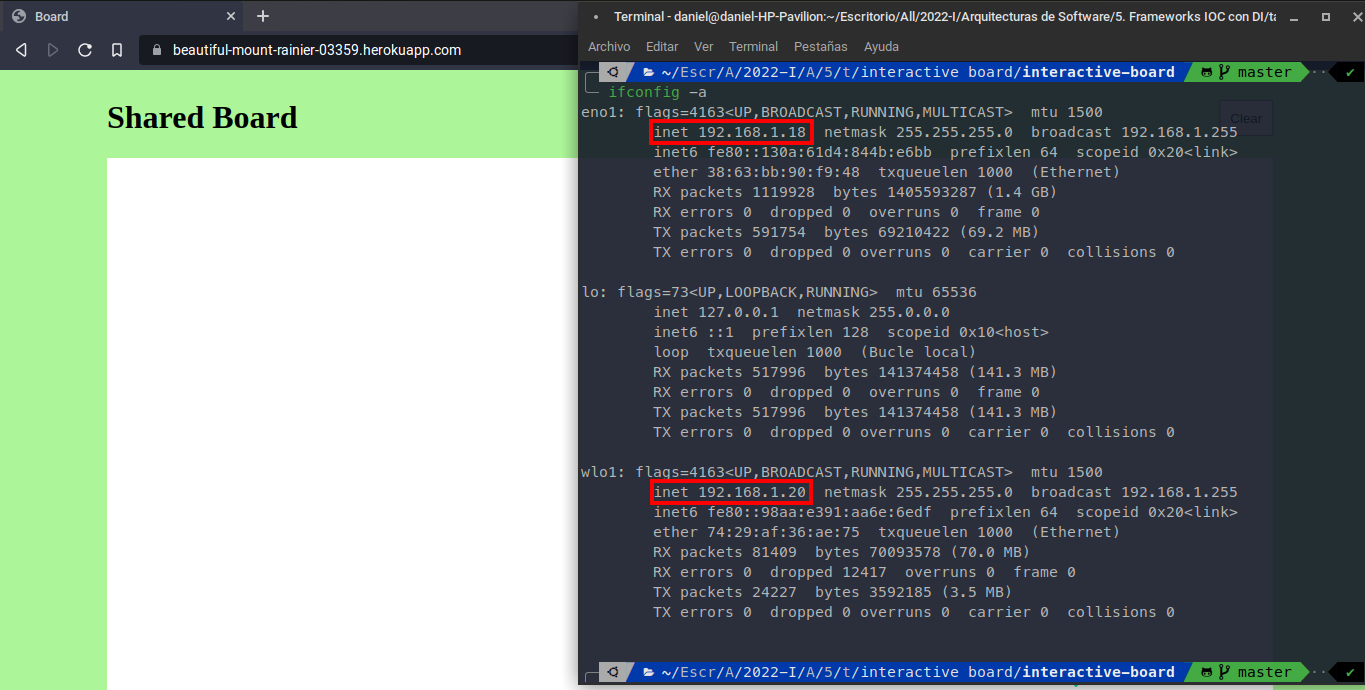 Board
beautiful-mount-rainier-03359.herokuapp.com
Shared Board
Terminal - daniel@daniel-HP-Pavilion:~/Escritorio/All/2022-I/Arquitecturas de Software/5. Frameworks IOC con DI/ta
Archivo Editar Ver Terminal Pestañas Ayuda
~/Escr/A/2022-I/A/5/t/interactive board/interactive-board master ✔
ifconfig -a
Clear
eno1: flags=4163<UP,BROADCAST,RUNNING,MULTICAST>  mtu 1500
inet 192.168.1.18  netmask 255.255.255.0  broadcast 192.168.1.255
inet6 fe80::130a:61d4:844b:e6bb  prefixlen 64  scopeid 0x20<link>
ether 38:63:bb:90:f9:48  txqueuelen 1000  (Ethernet)
RX packets 1119928  bytes 1405593287 (1.4 GB)
RX errors 0  dropped 0  overruns 0  frame 0
TX packets 591754  bytes 69210422 (69.2 MB)
TX errors 0  dropped 0 overruns 0  carrier 0  collisions 0
lo: flags=73<UP,LOOPBACK,RUNNING>  mtu 65536
inet 127.0.0.1  netmask 255.0.0.0
inet6 ::1  prefixlen 128  scopeid 0x10<host>
loop  txqueuelen 1000  (Bucle local)
RX packets 517996  bytes 141374458 (141.3 MB)
RX errors 0  dropped 0  overruns 0  frame 0
TX packets 517996  bytes 141374458 (141.3 MB)
TX errors 0  dropped 0 overruns 0  carrier 0  collisions 0
wlo1: flags=4163<UP,BROADCAST,RUNNING,MULTICAST>  mtu 1500
inet 192.168.1.20  netmask 255.255.255.0  broadcast 192.168.1.255
inet6 fe80::98aa:e391:aa6e:6edf  prefixlen 64  scopeid 0x20<link>
ether 74:29:af:36:ae:75  txqueuelen 1000  (Ethernet)
RX packets 81409  bytes 70093578 (70.0 MB)
RX errors 0  dropped 12417  overruns 0  frame 0
TX packets 24227  bytes 3592185 (3.5 MB)
TX errors 0  dropped 0 overruns 0  carrier 0  collisions 0
~/Escr/A/2022-I/A/5/t/interactive board/interactive-board master ✔